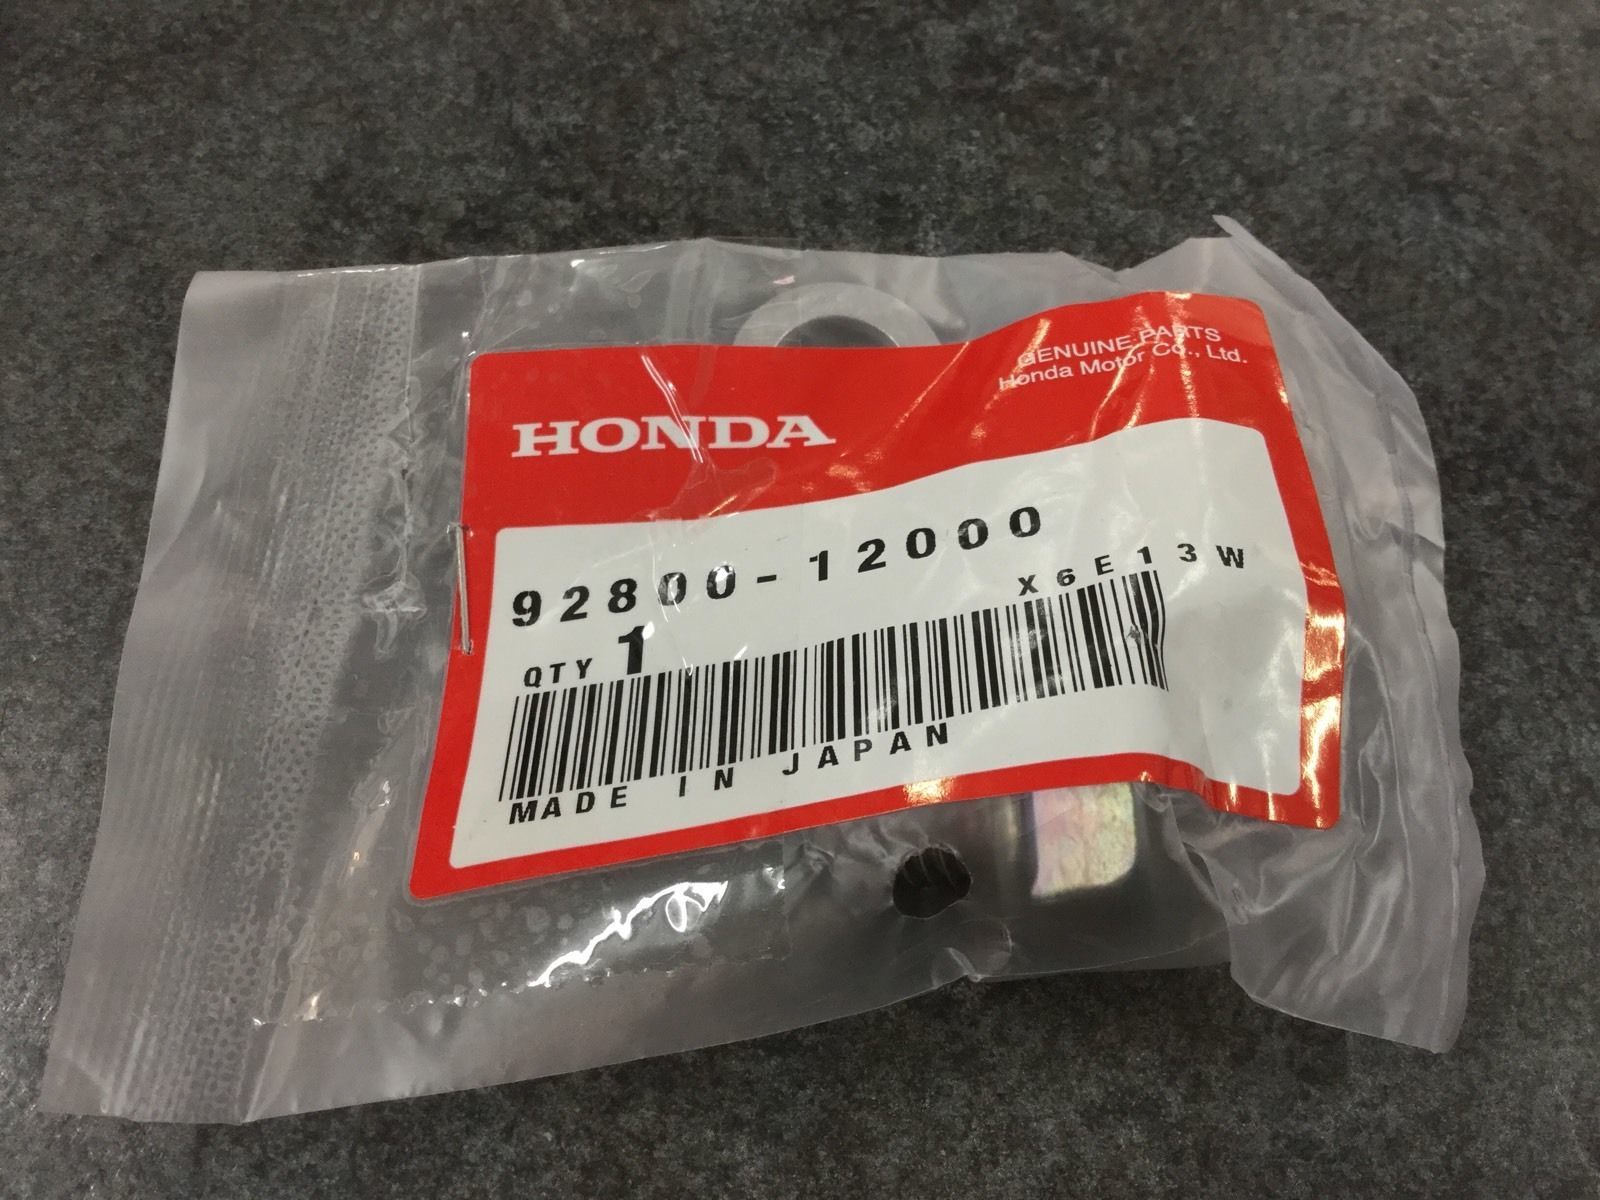 GENUINE PARTS
Honda Motor Co., Ltd.
HONDA
92800-12000
X6E13W
QTY 1
MADE IN JAPAN